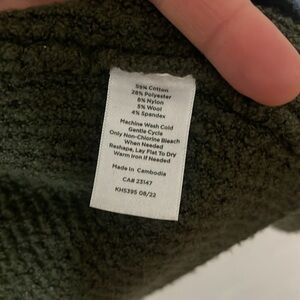 55% Cotton
28% Polyester
8% Nylon
5% Wool
4% Spandex
Machine Wash Cold
Gentle Cycle
Only Non-Chlorine Bleach
When Needed
Reshape, Lay Flat To Dry
Warm Iron If Needed
Made In Cambodia
CA# 23147
KH5395 08/22